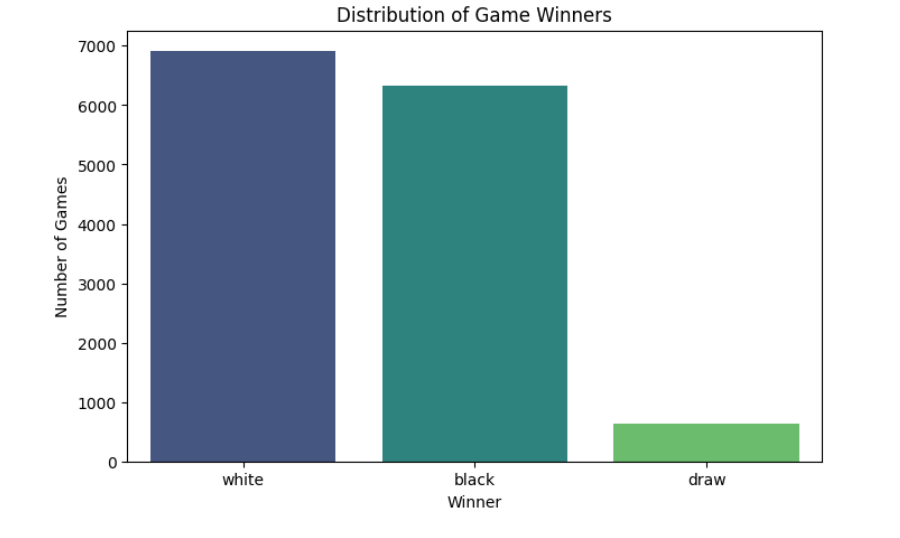 Distribution of Game Winners
Number of Games
7000
6000
5000
4000
3000
2000
1000
0
white
black
draw
Winner